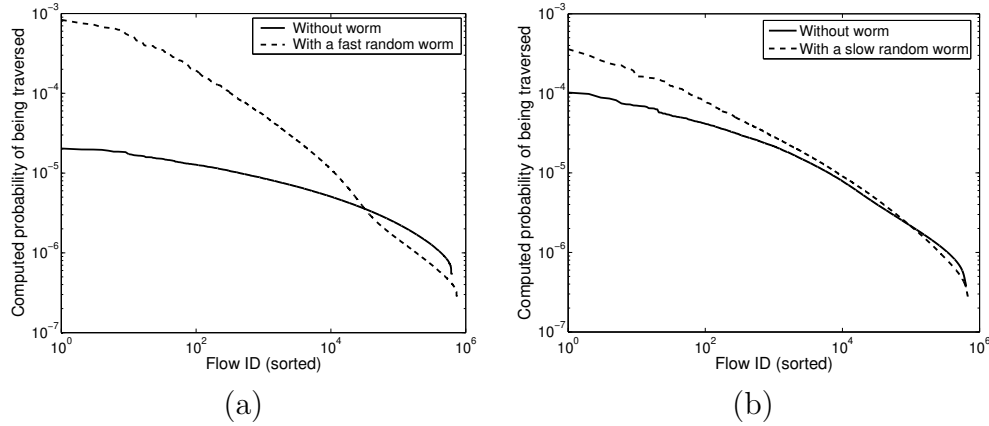 10^-3
10^-4
10^-5
10^-6
10^-7
Computed probability of being traversed
Without worm
With a fast random worm
10^0
10^2
10^4
10^6
Flow ID (sorted)
(a)
10^-3
10^-4
10^-5
10^-6
10^-7
Computed probability of being traversed
Without worm
With a slow random worm
10^0
10^2
10^4
10^6
Flow ID (sorted)
(b)